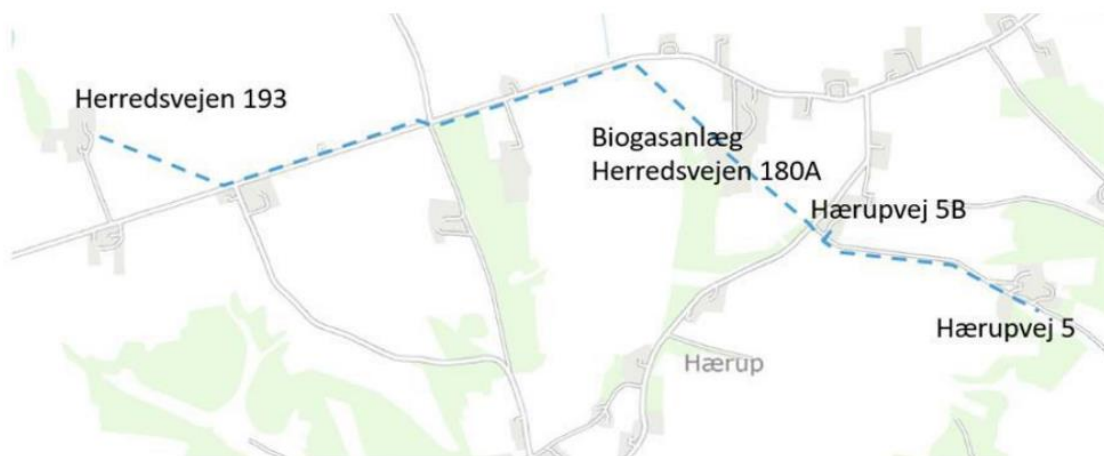 Herredsvejen 193
Biogasanlæg
Herredsvejen 180A
Hærupvej 5B
Hærupvej 5
Hærup